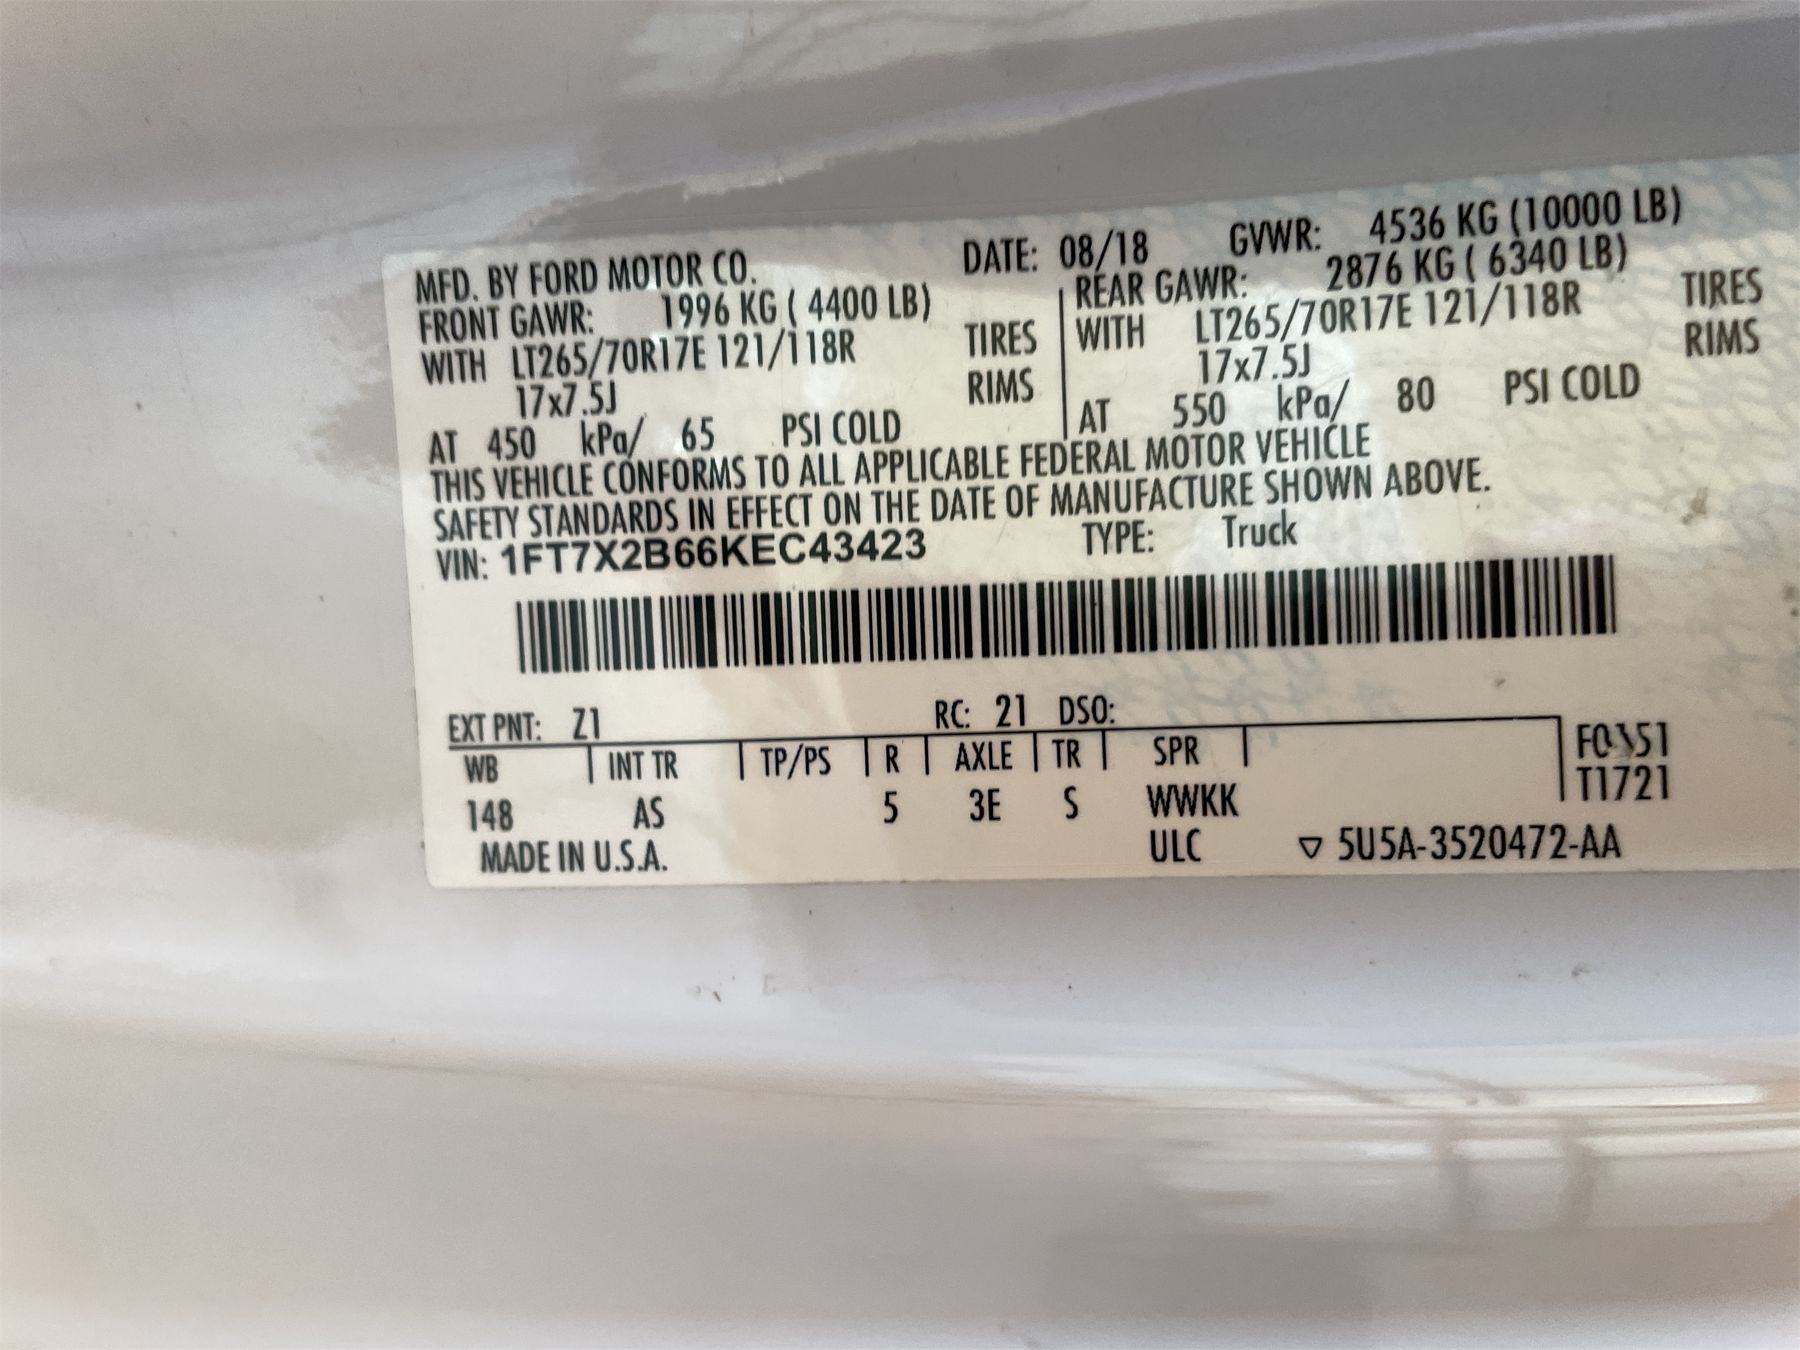 MFD. BY FORD MOTOR CO. DATE: 08/18 GVWR: 4536 KG (10000 LB)
FRONT GAWR: 1996 KG ( 4400 LB) REAR GAWR: 2876 KG ( 6340 LB)
WITH LT265/70R17E 121/118R TIRES WITH LT265/70R17E 121/118R TIRES
17x7.5J RIMS 17x7.5J RIMS
AT 450 kPa/ 65 PSI COLD AT 550 kPa/ 80 PSI COLD
THIS VEHICLE CONFORMS TO ALL APPLICABLE FEDERAL MOTOR VEHICLE
SAFETY STANDARDS IN EFFECT ON THE DATE OF MANUFACTURE SHOWN ABOVE.
VIN: 1FT7X2B66KEC43423 TYPE: Truck
EXT PNT: Z1 RC: 21 DSO:
WB INT TR TP/PS R AXLE TR SPR
148 AS 5 3E S WWKK
T1721
MADE IN U.S.A. ULC ▽ 5U5A-3520472-AA